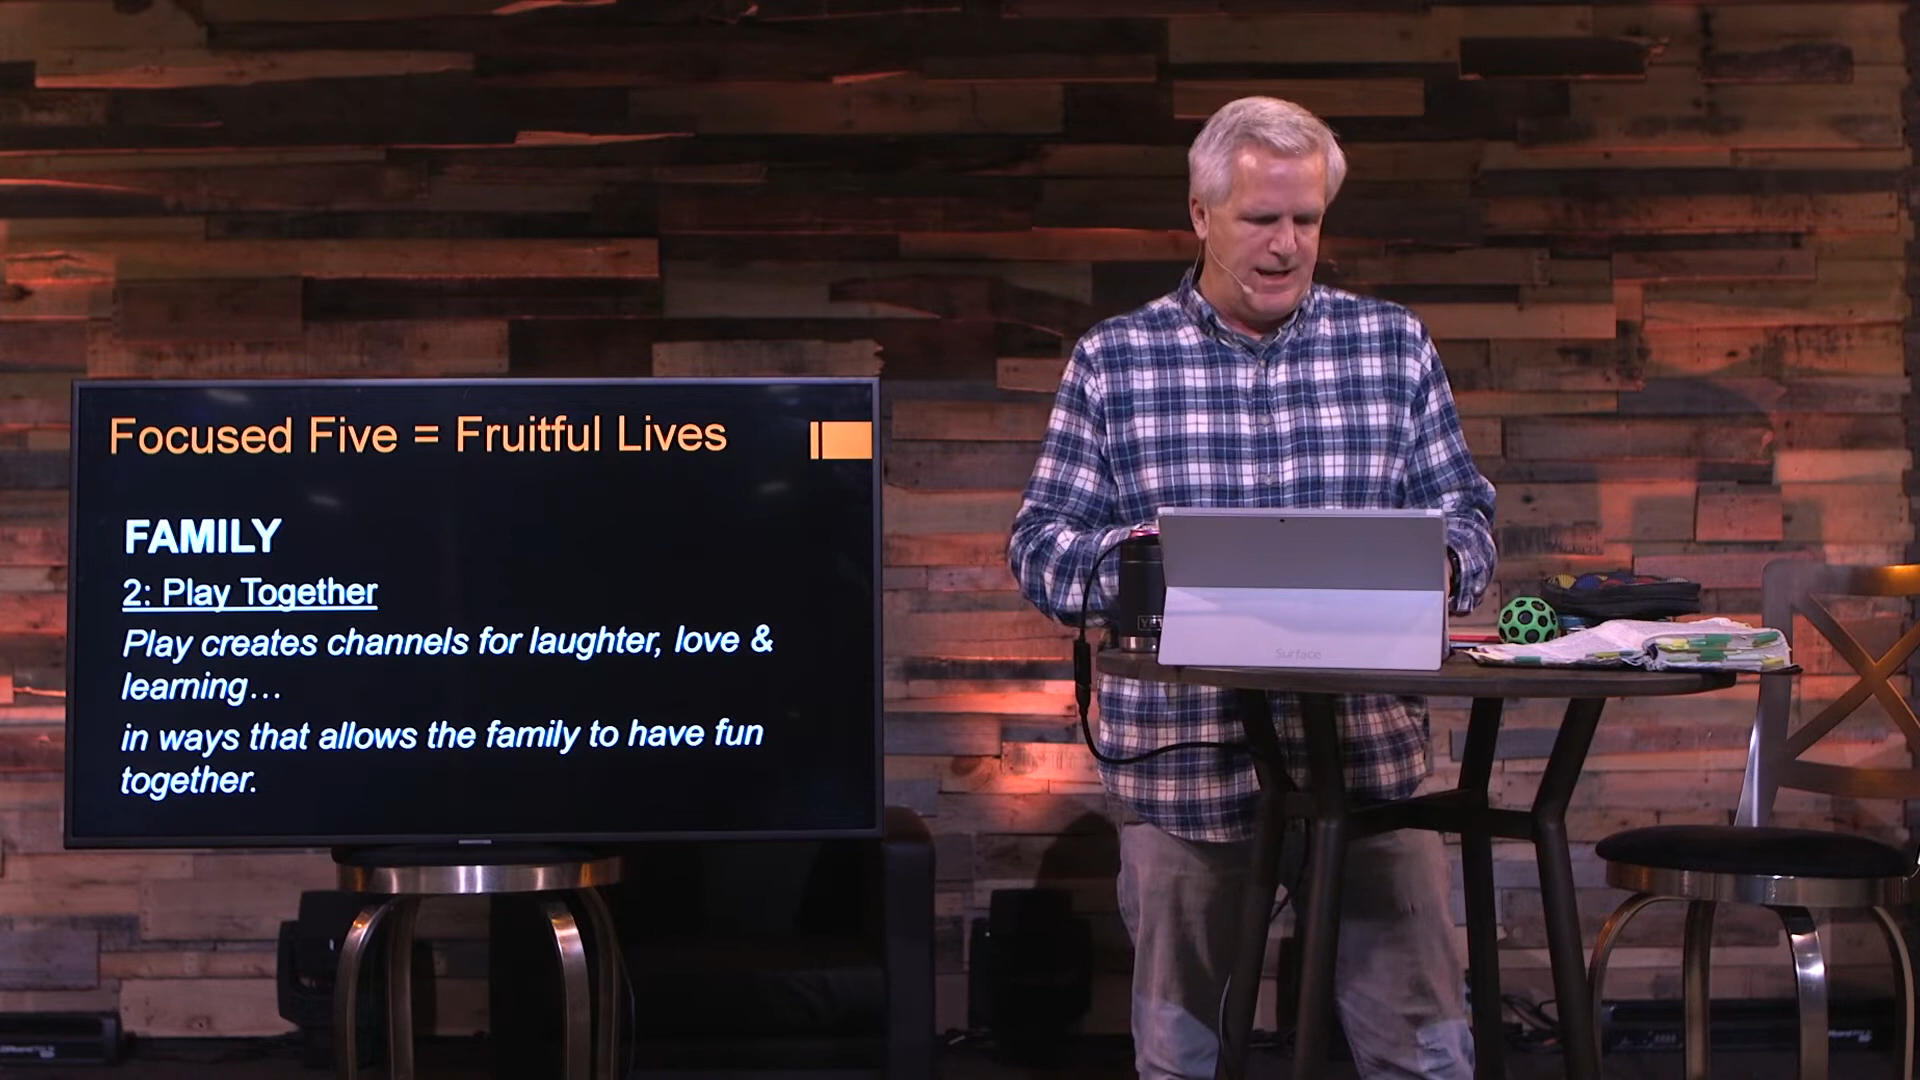 Focused Five = Fruitful Lives
FAMILY
2: Play Together
Play creates channels for laughter, love &
learning…
in ways that allows the family to have fun
together.
Surface